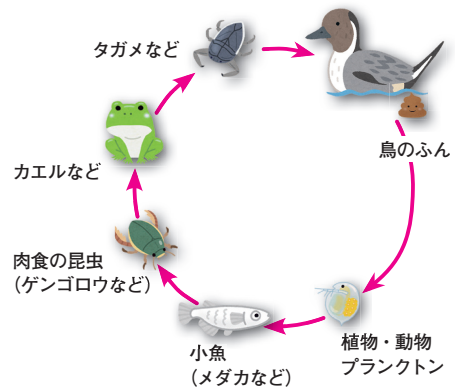 タガメなど
鳥のふん
カエルなど
肉食の昆虫
（ゲンゴロウなど）
植物・動物
プランクトン
小魚
（メダカなど）